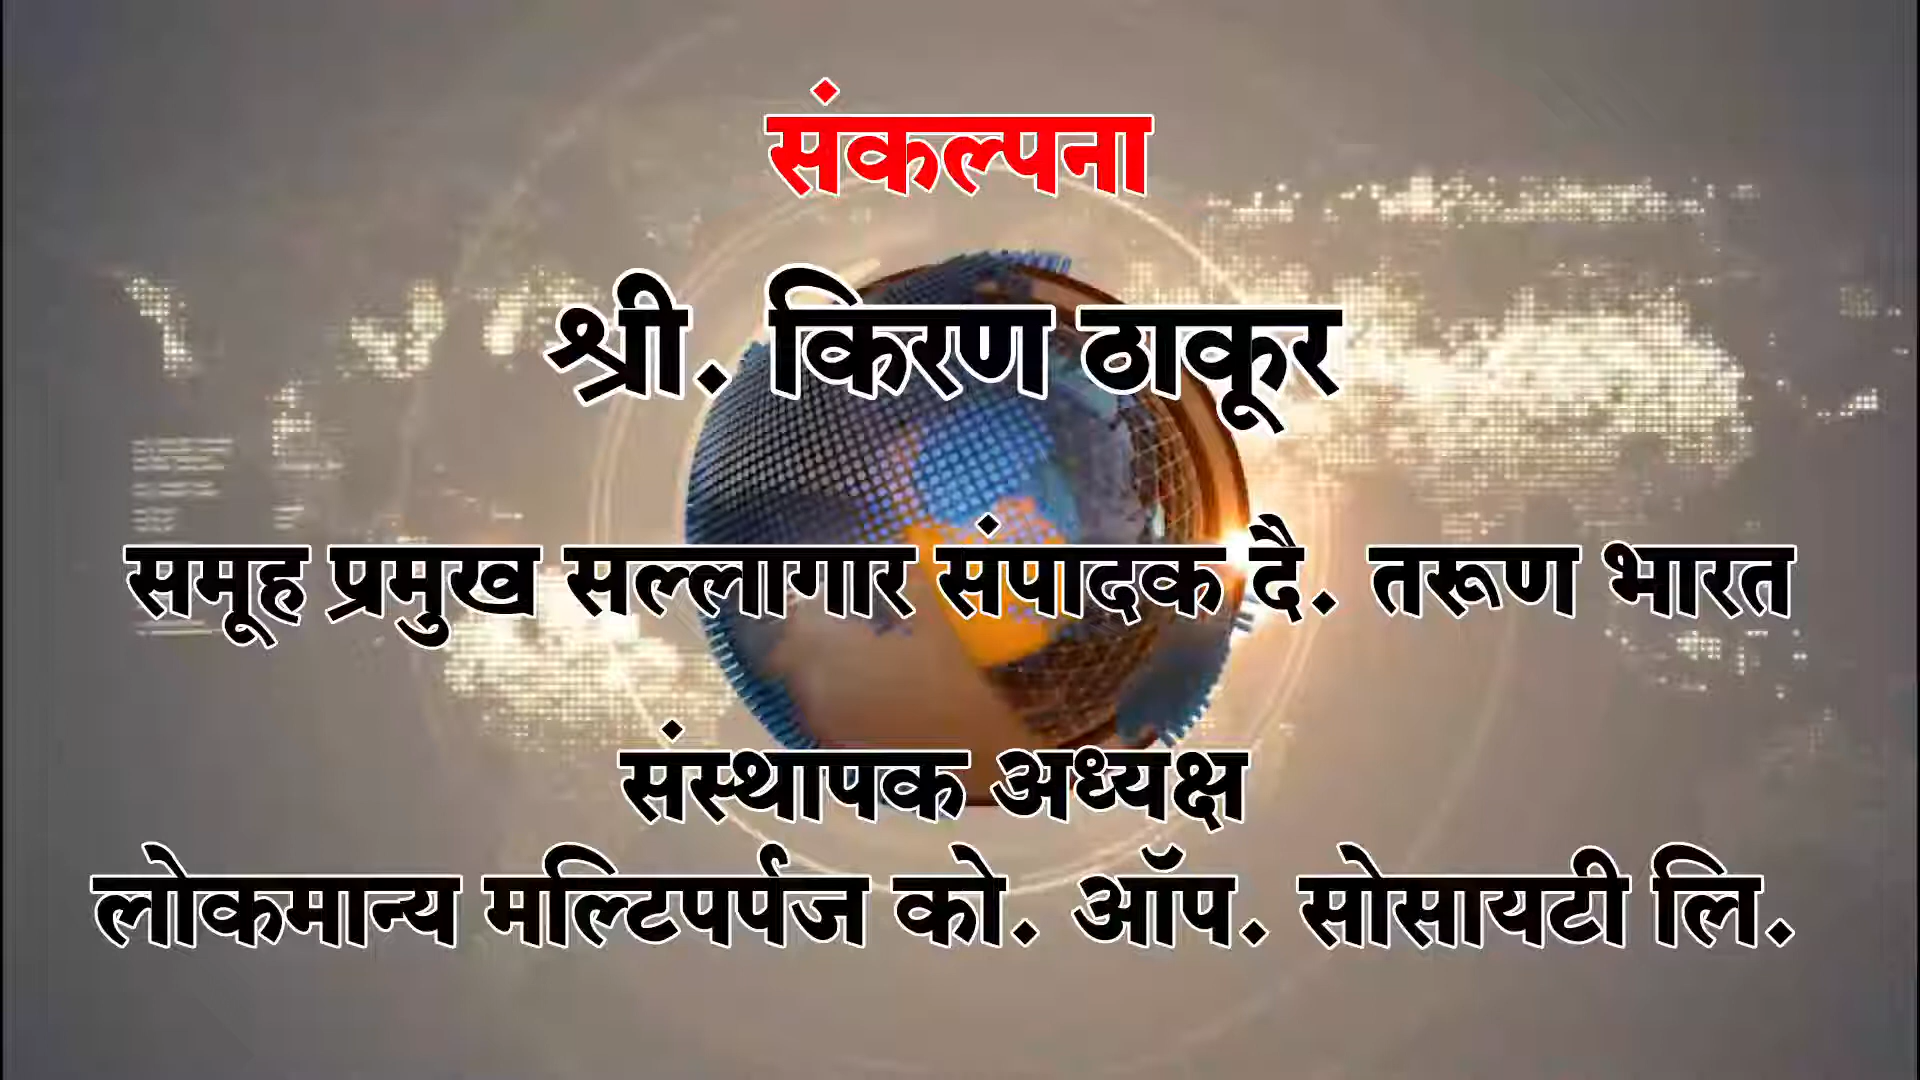 संकल्पना
श्री. किरण ठाकूर
समूह प्रमुख सल्लागार संपादक दै. तरूण भारत
संस्थापक अध्यक्ष
लोकमान्य मल्टिपर्पज को. ऑप. सोसायटी लि.